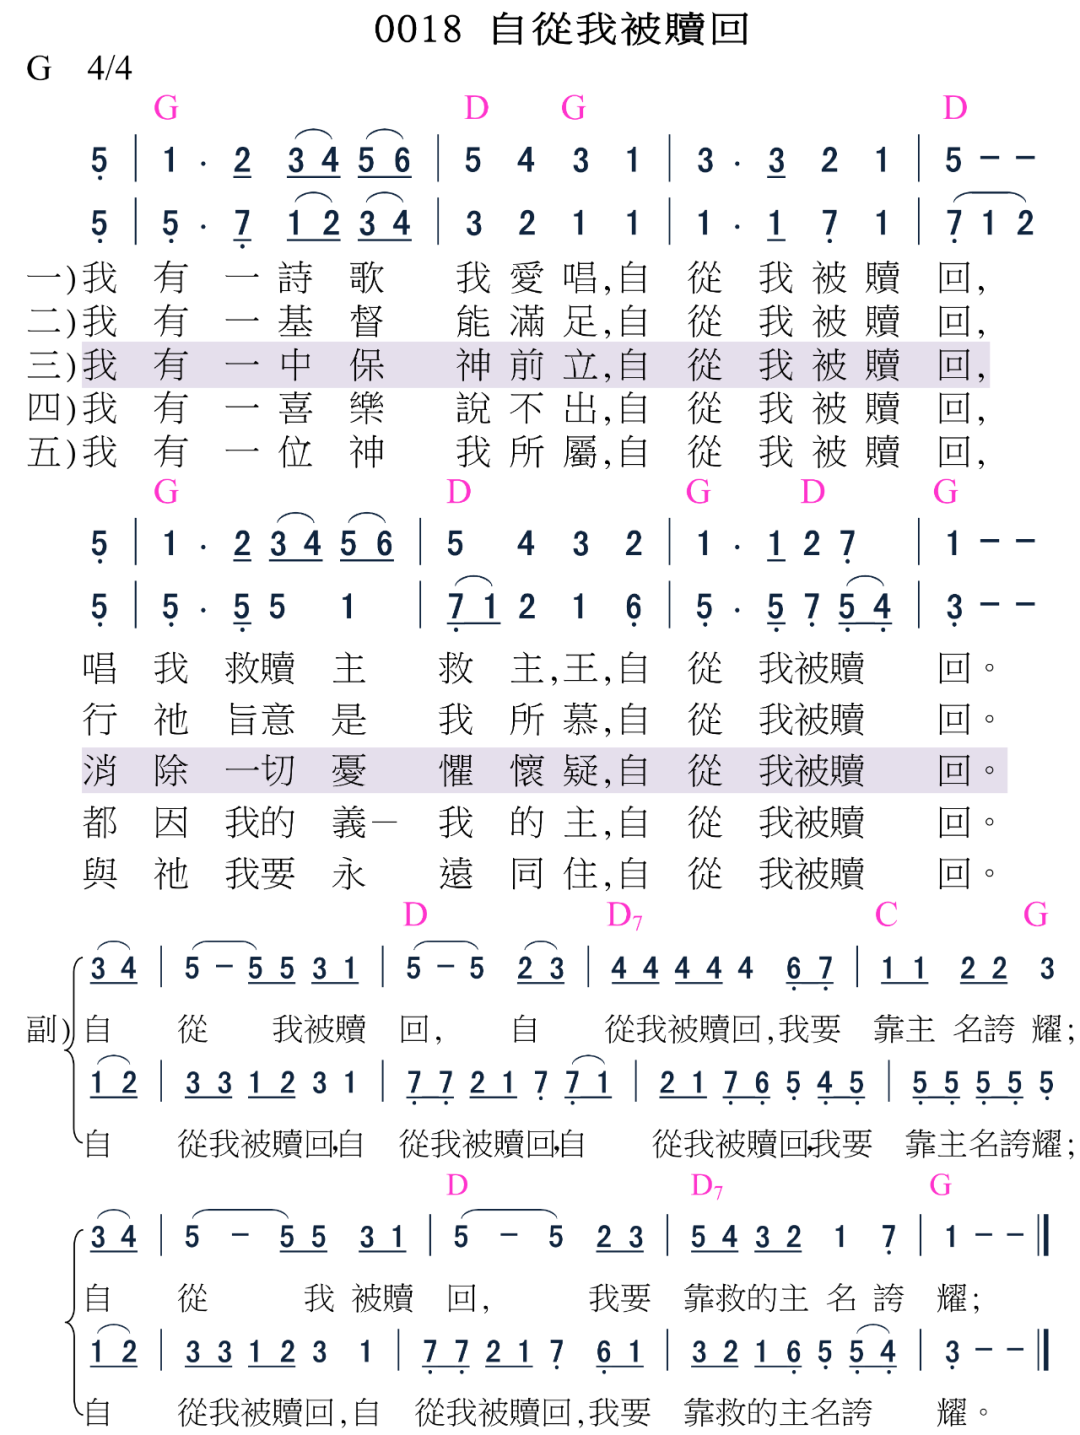 0018 自從我被贖回
G 4/4
G D G D
5 | 1 · 2 3 4 5 6 | 5 4 3 1 | 3 · 3 2 1 | 5 – –
5 | 5 · 7 1 2 3 4 | 3 2 1 1 | 1 · 1 7 1 | 7 1 2
一)我 有 一 詩 歌 我 愛 唱,自 從 我 被 贖 回,
二)我 有 一 基 督 能 滿 足,自 從 我 被 贖 回,
三)我 有 一 中 保 神 前 立,自 從 我 被 贖 回,
四)我 有 一 喜 樂 說 不 出,自 從 我 被 贖 回,
五)我 有 一 位 神 我 所 屬,自 從 我 被 贖 回,
G D G D G
5 | 1 · 2 3 4 5 6 | 5 4 3 2 | 1 · 1 2 7 | 1 – –
5 | 5 · 5 5 1 | 7 1 2 1 6 | 5 · 5 7 5 4 | 3 – –
唱 我 救贖 主 救 主,王,自 從 我被贖 回。
行 祂 旨意 是 我 所 慕,自 從 我被贖 回。
消 除 一切 憂 懼 懷 疑,自 從 我被贖 回。
都 因 我的 義– 我 的 主,自 從 我被贖 回。
與 祂 我要 永 遠 同 住,自 從 我被贖 回。
D D7 C G
3 4 | 5 – 5 5 3 1 | 5 – 5 2 3 | 4 4 4 4 4 6 7 | 1 1 2 2 3
副)自 從 我被贖 回, 自 從我被贖回,我要 靠主 名誇 耀;
1 2 | 3 3 1 2 3 1 | 7 7 2 1 7 7 1 | 2 1 7 6 5 4 5 | 5 5 5 5 5
自 從我被贖回,自 從我被贖回,自 從我被贖回,我要 靠主名誇耀;
D D7 G
3 4 | 5 – 5 5 3 1 | 5 – 5 2 3 | 5 4 3 2 1 7 | 1 – – ‖
自 從 我 被贖 回, 我要 靠救的主 名 誇 耀;
1 2 | 3 3 1 2 3 1 | 7 7 2 1 7 6 1 | 3 2 1 6 5 5 4 | 3 – – ‖
自 從我被贖回,自 從我被贖回,我要 靠救的主名誇 耀。